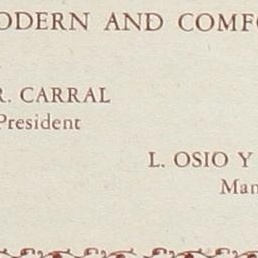 ODERN AND COMFO
R. CARRAL
President
L. OSIO Y
Man